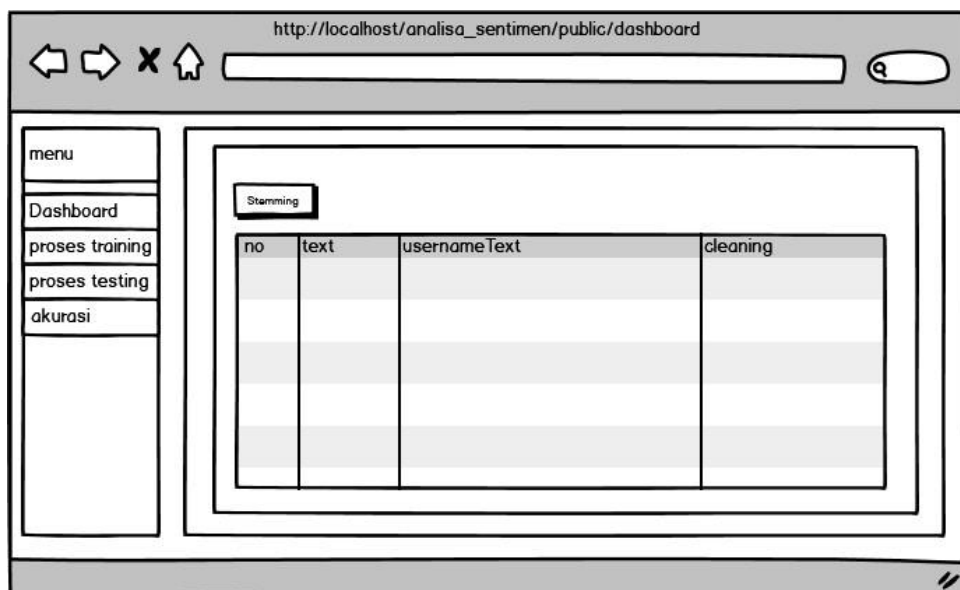 http://localhost/analisa_sentimen/public/dashboard
menu
Dashboard
proses training
proses testing
akurasi
Stemming
no text usernameText cleaning